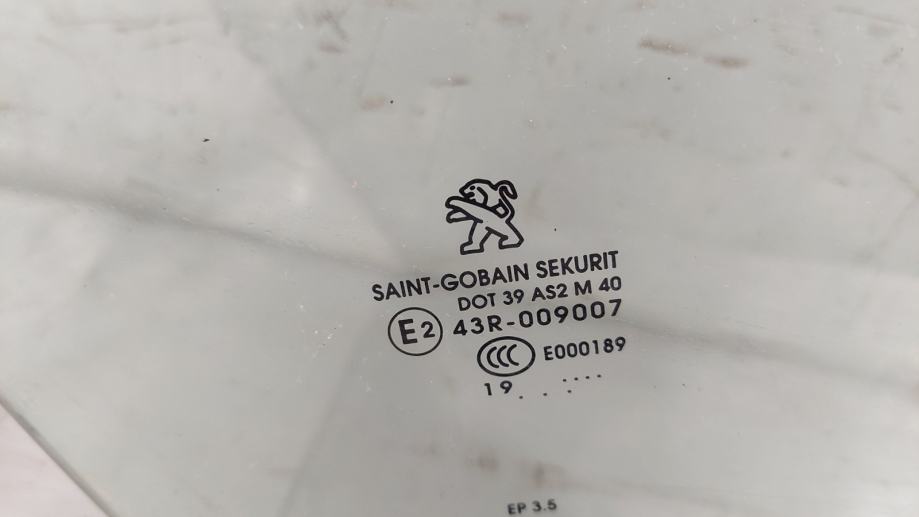 SAINT-GOBAIN SEKURIT
DOT 39 AS2 M 40
E2 43R-009007
CCC E000189
19. . . ....
EP 3.5